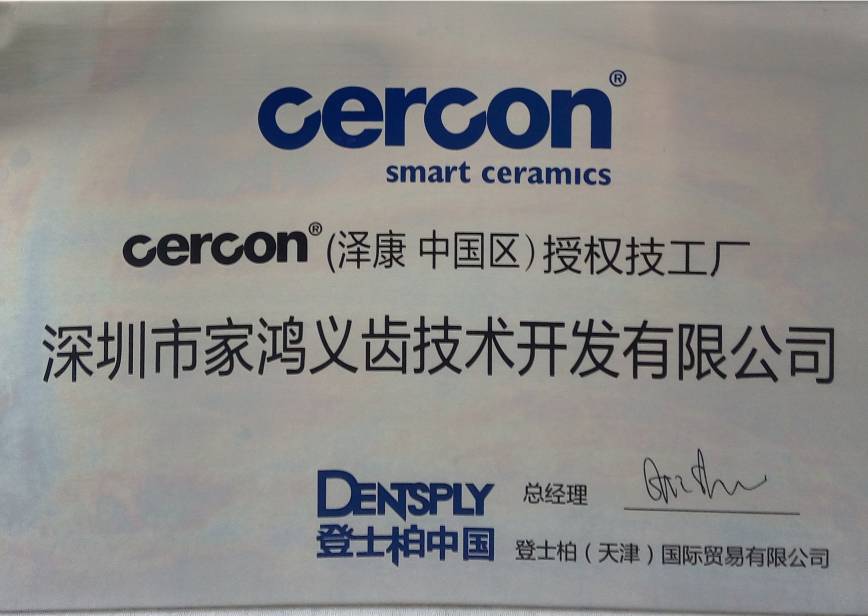 cercon®
smart ceramics
cercon®(泽康 中国区)授权技工厂
深圳市家鸿义齿技术开发有限公司
DENTSPLY 总经理
登士柏中国 登士柏(天津)国际贸易有限公司